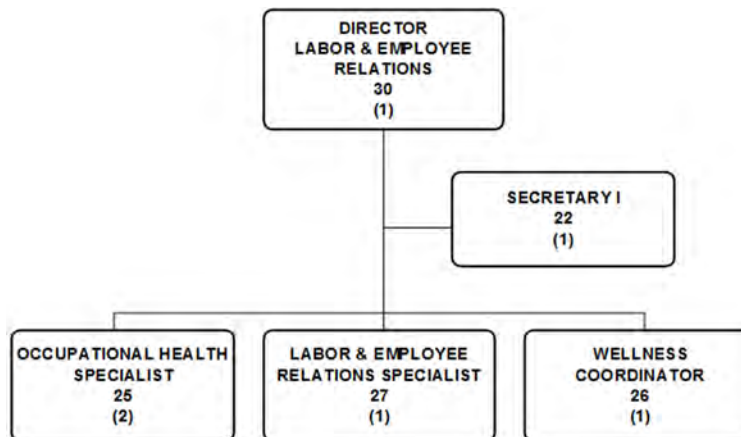 DIRECTOR
LABOR & EMPLOYEE
RELATIONS
30
(1)
SECRETARY I
22
(1)
OCCUPATIONAL HEALTH
SPECIALIST
25
(2)
LABOR & EMPLOYEE
RELATIONS SPECIALIST
27
(1)
WELLNESS
COORDINATOR
26
(1)